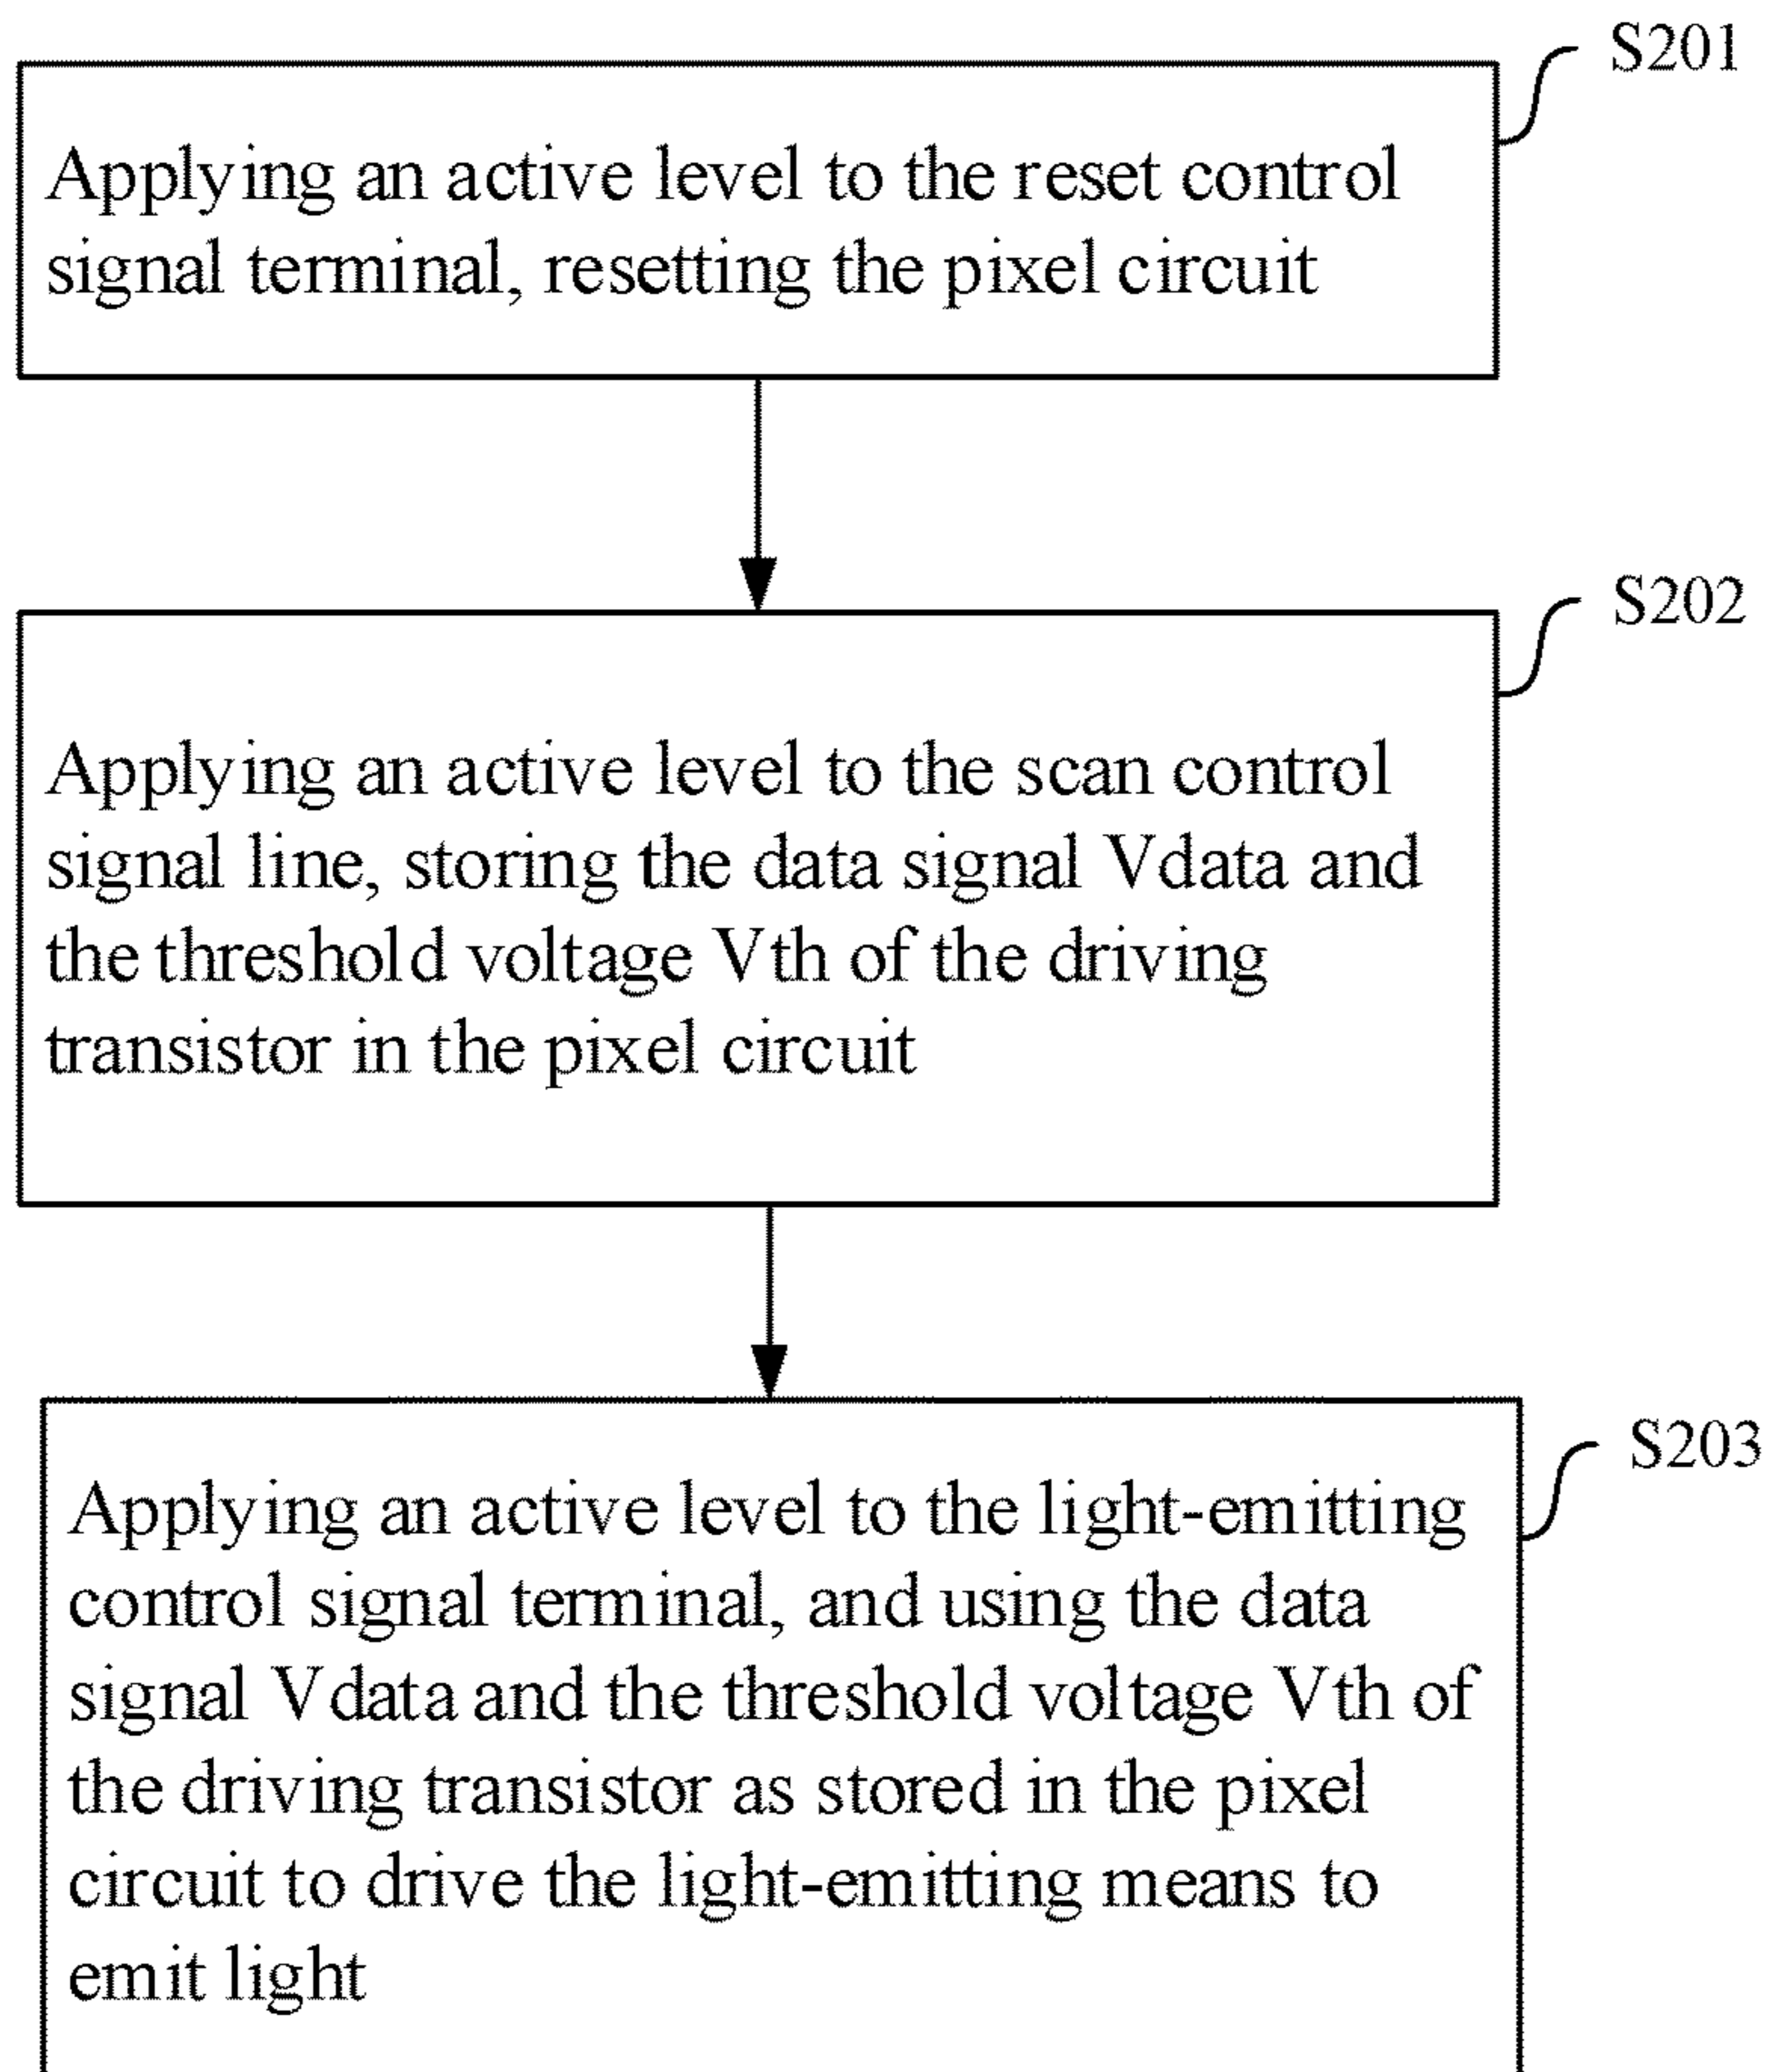 S201
Applying an active level to the reset control
signal terminal, resetting the pixel circuit
S202
Applying an active level to the scan control
signal line, storing the data signal Vdata and
the threshold voltage Vth of the driving
transistor in the pixel circuit
S203
Applying an active level to the light-emitting
control signal terminal, and using the data
signal Vdata and the threshold voltage Vth of
the driving transistor as stored in the pixel
circuit to drive the light-emitting means to
emit light